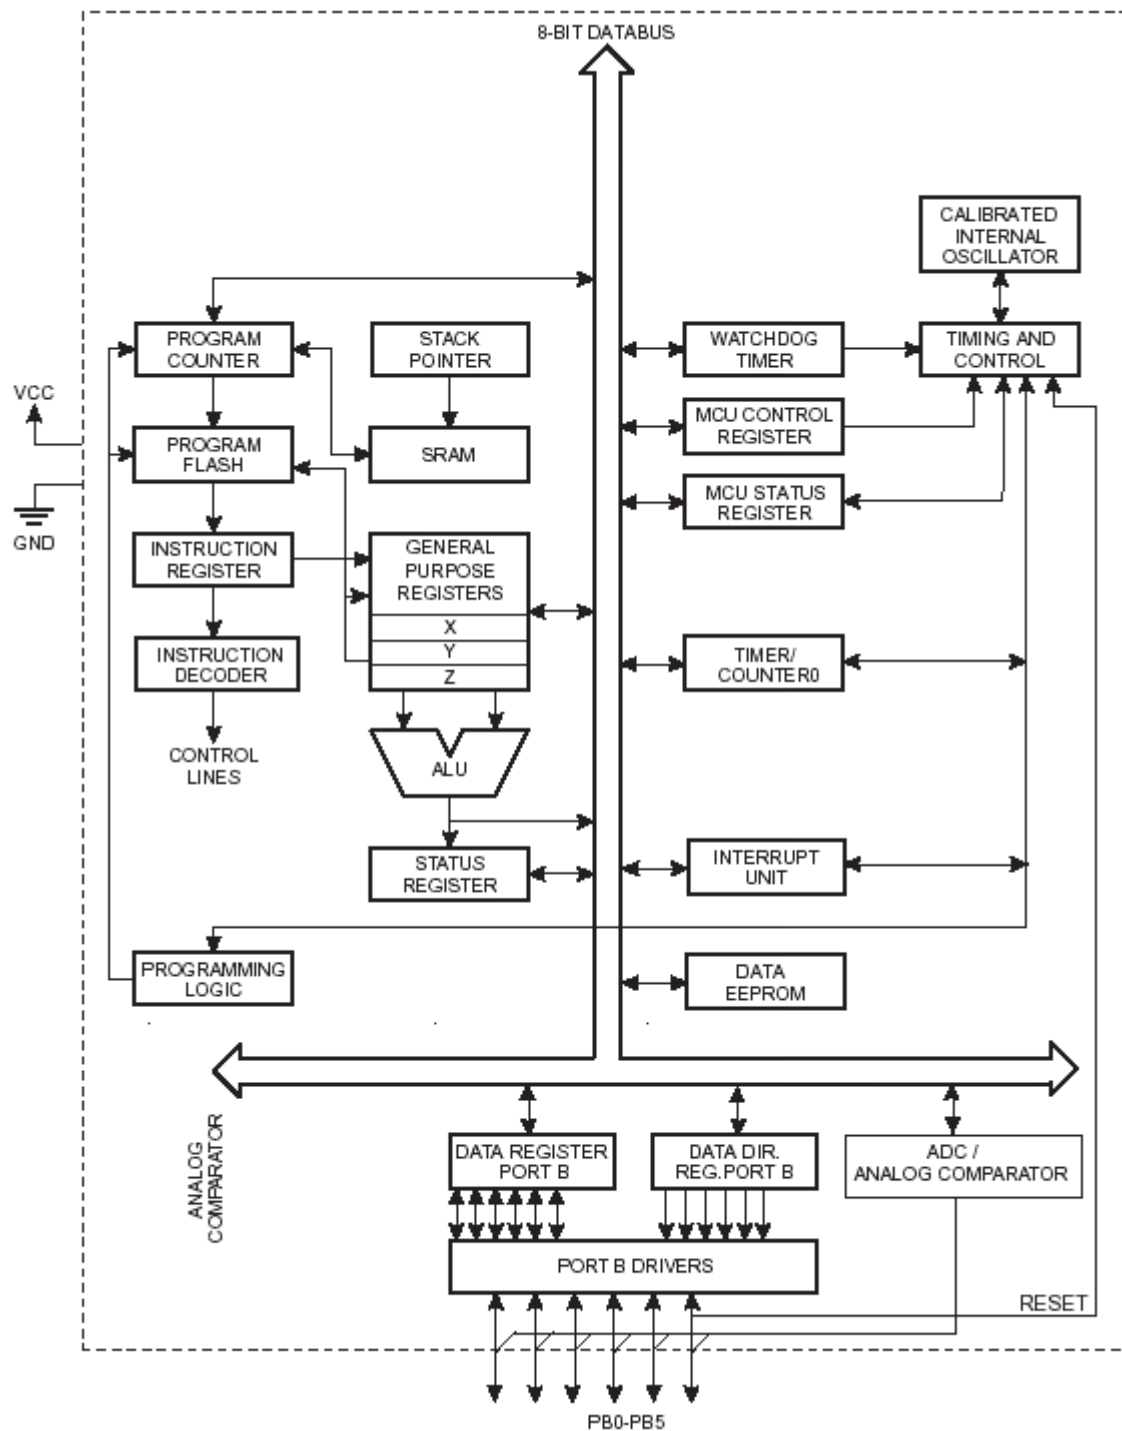 8-BIT DATABUS
CALIBRATED
INTERNAL
OSCILLATOR
PROGRAM
COUNTER
STACK
POINTER
WATCHDOG
TIMER
TIMING AND
CONTROL
VCC
PROGRAM
FLASH
SRAM
MCU CONTROL
REGISTER
MCU STATUS
REGISTER
GND
INSTRUCTION
REGISTER
GENERAL
PURPOSE
REGISTERS
X
Y
Z
INSTRUCTION
DECODER
TIMER/
COUNTER0
CONTROL
LINES
ALU
STATUS
REGISTER
INTERRUPT
UNIT
PROGRAMMING
LOGIC
DATA
EEPROM
ANALOG
COMPARATOR
DATA REGISTER
PORT B
DATA DIR.
REG.PORT B
ADC /
ANALOG COMPARATOR
PORT B DRIVERS
RESET
PB0-PB5